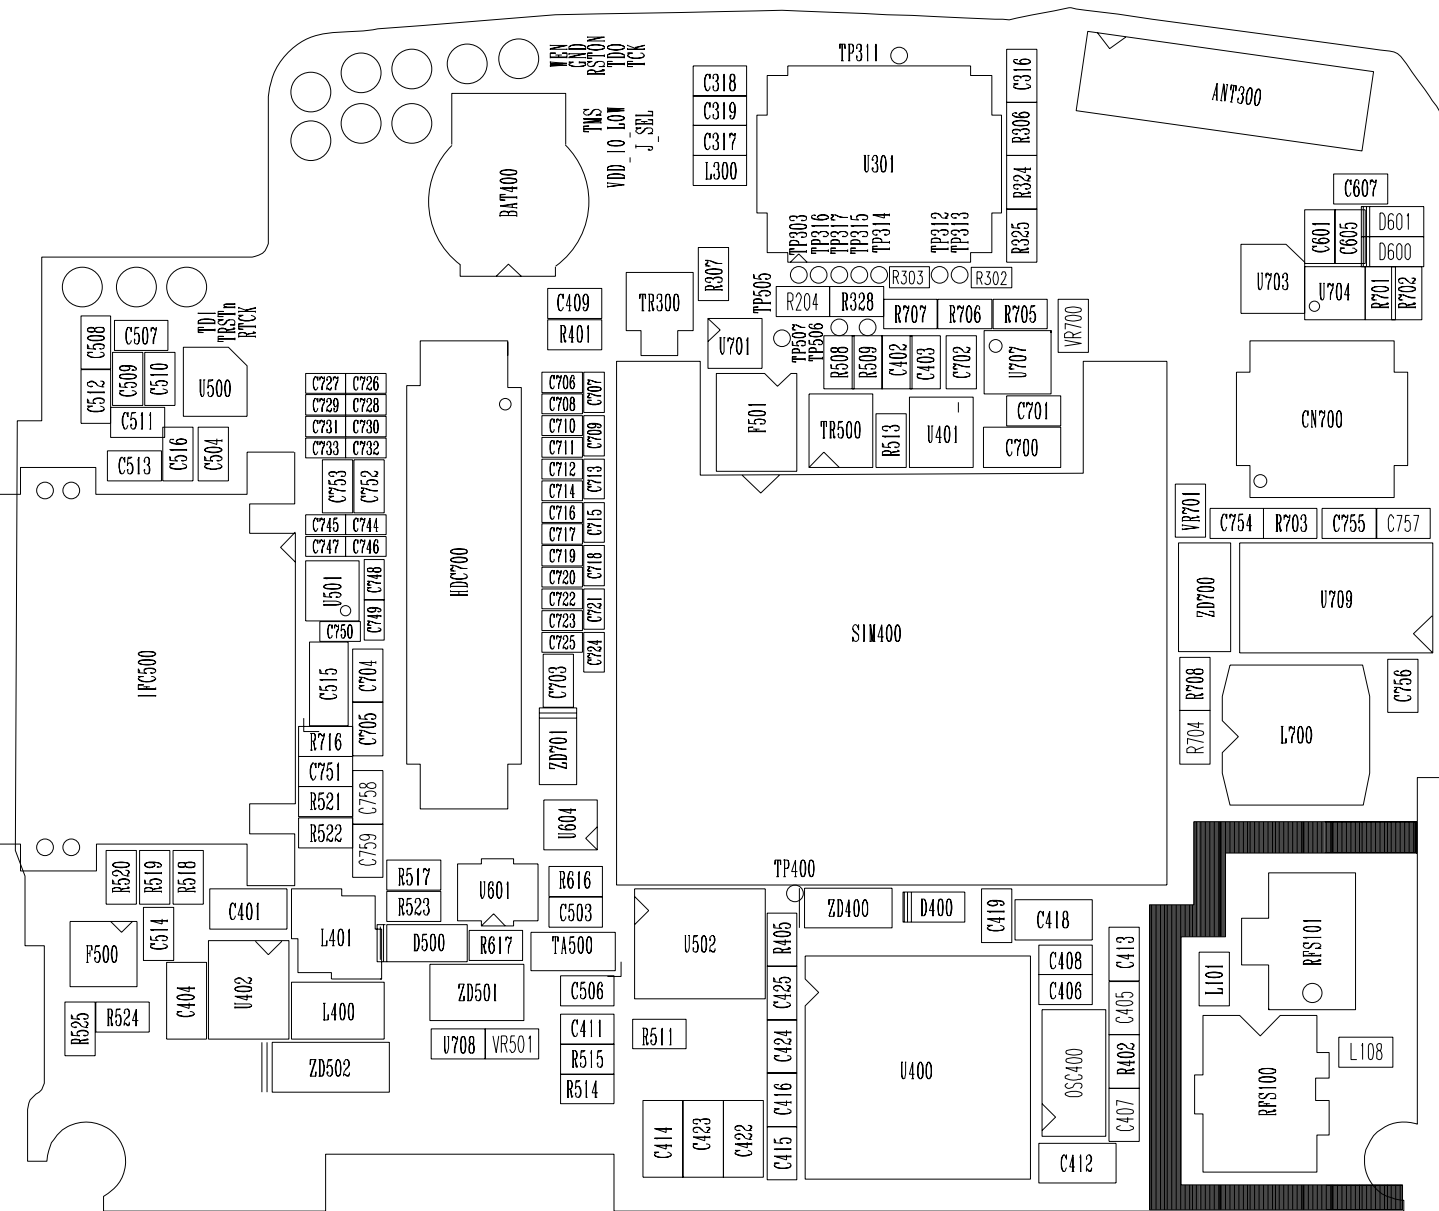 WEN
GND
RSTON
TDO
TCK
TMS
VDD_IO_LOW
J_SEL
BAT400
TP311
C318
C319
C317
L300
U301
C316
R306
R324
R325
ANT300
C607
C601
C605
D601
D600
U703
U704
R701
R702
TP303
TP316
TP317
TP315
TP314
TP312
TP313
R303
R302
R307
TR300
TP505
R204
R328
R707
R706
R705
VR700
C409
R401
U701
TP507
TP506
R508
R509
C402
C403
C702
U707
TDI
TRSTn
RTCK
C508
C507
C512
C509
C510
U500
C511
C513
C516
C504
F501
TR500
R513
U401
C701
C700
CN700
C727
C726
C729
C728
C731
C730
C733
C732
C753
C752
C745
C744
C747
C746
U501
C748
C749
C750
C515
C704
C705
HDC700
C706
C707
C708
C710
C709
C711
C712
C713
C714
C716
C715
C717
C719
C718
C720
C722
C721
C723
C725
C724
C703
ZD701
SIM400
VR701
C754
R703
C755
C757
ZD700
U709
R708
R704
L700
C756
IFC500
R716
C751
R521
R522
C758
C759
U604
R520
R519
R518
R517
R523
U601
R616
C503
TP400
C401
L401
D500
R617
TA500
U502
R405
ZD400
D400
C419
C418
F500
C514
C404
U402
L400
ZD501
C506
C425
C408
C406
C413
C405
L101
RFS101
R525
R524
ZD502
U708
VR501
C411
R515
R514
R511
C424
U400
OSC400
R402
L108
C414
C423
C422
C416
C415
C407
C412
RFS100